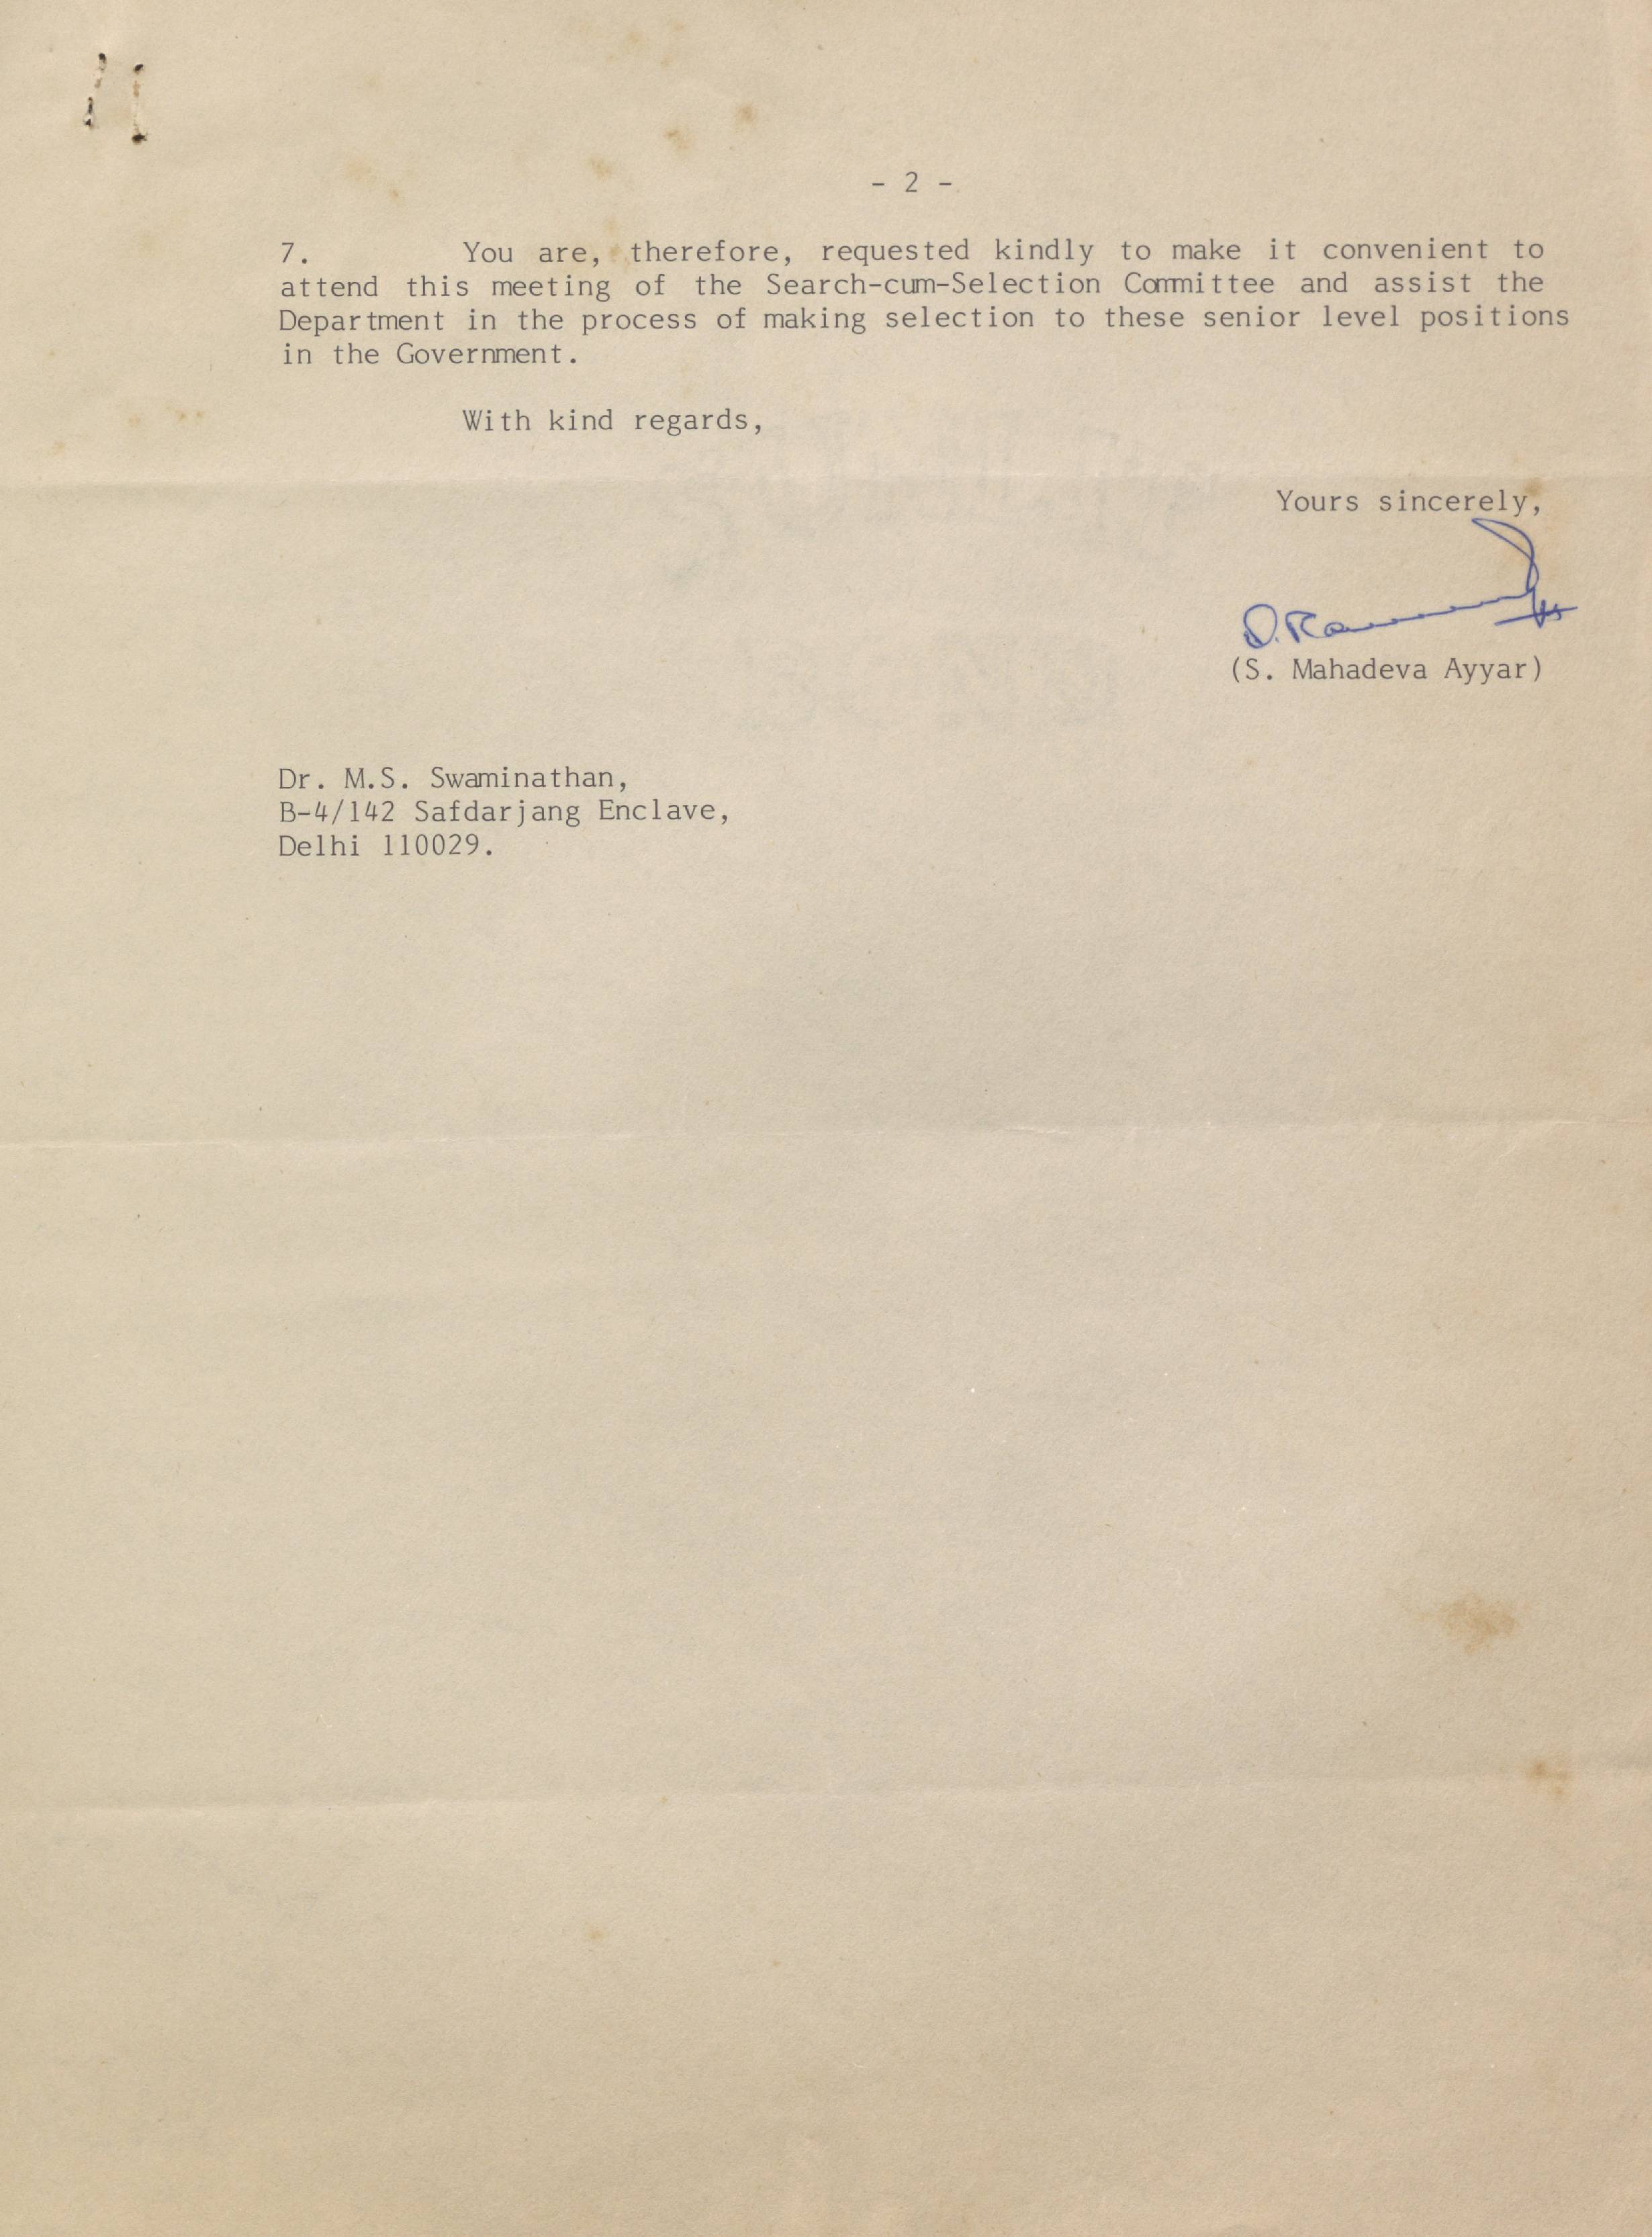 - 2 -
7. You are, therefore, requested kindly to make it convenient to
attend this meeting of the Search-cum-Selection Committee and assist the
Department in the process of making selection to these senior level positions
in the Government.
With kind regards,
Yours sincerely,
(S. Mahadeva Ayyar)
Dr. M.S. Swaminathan,
B-4/142 Safdarjang Enclave,
Delhi 110029.